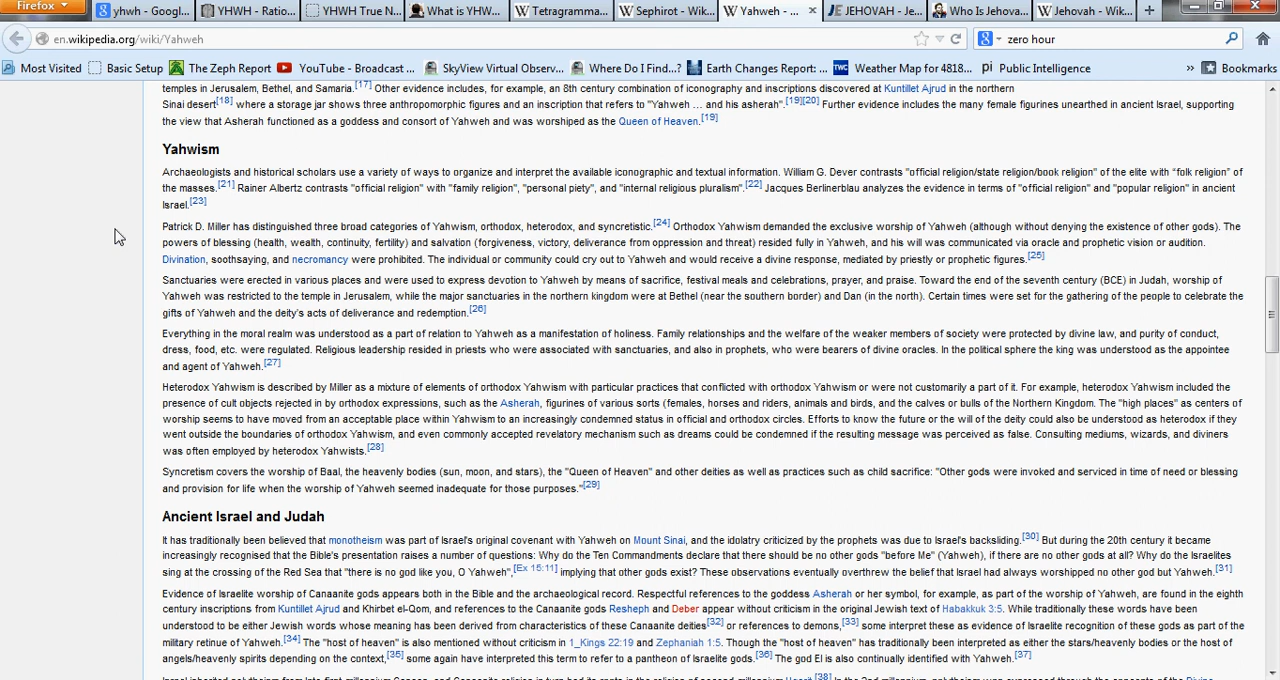 Firefox
yhwh - Googl...
YHWH - Ratio...
YHWH True N...
What is YHWV...
Tetragramma...
Sephirot - Wik...
Yahweh - ...
JEHOVAH - Je...
Who Is Jehova...
Jehovah - Wik...
en.wikipedia.org/wiki/Yahweh
zero hour
Most Visited
Basic Setup
The Zeph Report
YouTube - Broadcast ...
SkyView Virtual Observ...
Where Do I Find...?
Earth Changes Report: ...
Weather Map for 4818...
Public Intelligence
»
Bookmarks
temples in Jerusalem, Bethel, and Samaria.[17] Other evidence includes, for example, an 8th century combination of iconography and inscriptions discovered at Kuntillet Ajrud in the northern
Sinai desert[18] where a storage jar shows three anthropomorphic figures and an inscription that refers to "Yahweh ... and his asherah".[19][20] Further evidence includes the many female figurines unearthed in ancient Israel, supporting
the view that Asherah functioned as a goddess and consort of Yahweh and was worshiped as the Queen of Heaven.[19]
Yahwism
Archaeologists and historical scholars use a variety of ways to organize and interpret the available iconographic and textual information. William G. Dever contrasts "official religion/state religion/book religion" of the elite with "folk religion" of
the masses.[21] Rainer Albertz contrasts "official religion" with "family religion", "personal piety", and "internal religious pluralism".[22] Jacques Berlinerblau analyzes the evidence in terms of "official religion" and "popular religion" in ancient
Israel.[23]
Patrick D. Miller has distinguished three broad categories of Yahwism, orthodox, heterodox, and syncretistic.[24] Orthodox Yahwism demanded the exclusive worship of Yahweh (although without denying the existence of other gods). The
powers of blessing (health, wealth, continuity, fertility) and salvation (forgiveness, victory, deliverance from oppression and threat) resided fully in Yahweh, and his will was communicated via oracle and prophetic vision or audition.
Divination, soothsaying, and necromancy were prohibited. The individual or community could cry out to Yahweh and would receive a divine response, mediated by priestly or prophetic figures.[25]
Sanctuaries were erected in various places and were used to express devotion to Yahweh by means of sacrifice, festival meals and celebrations, prayer, and praise. Toward the end of the seventh century (BCE) in Judah, worship of
Yahweh was restricted to the temple in Jerusalem, while the major sanctuaries in the northern kingdom were at Bethel (near the southern border) and Dan (in the north). Certain times were set for the gathering of the people to celebrate the
gifts of Yahweh and the deity's acts of deliverance and redemption.[26]
Everything in the moral realm was understood as a part of relation to Yahweh as a manifestation of holiness. Family relationships and the welfare of the weaker members of society were protected by divine law, and purity of conduct,
dress, food, etc. were regulated. Religious leadership resided in priests who were associated with sanctuaries, and also in prophets, who were bearers of divine oracles. In the political sphere the king was understood as the appointee
and agent of Yahweh.[27]
Heterodox Yahwism is described by Miller as a mixture of elements of orthodox Yahwism with particular practices that conflicted with orthodox Yahwism or were not customarily a part of it. For example, heterodox Yahwism included the
presence of cult objects rejected in by orthodox expressions, such as the Asherah, figurines of various sorts (females, horses and riders, animals and birds, and the calves or bulls of the Northern Kingdom. The "high places" as centers of
worship seems to have moved from an acceptable place within Yahwism to an increasingly condemned status in official and orthodox circles. Efforts to know the future or the will of the deity could also be understood as heterodox if they
went outside the boundaries of orthodox Yahwism, and even commonly accepted revelatory mechanism such as dreams could be condemned if the resulting message was perceived as false. Consulting mediums, wizards, and diviners
was often employed by heterodox Yahwists.[28]
Syncretism covers the worship of Baal, the heavenly bodies (sun, moon, and stars), the "Queen of Heaven" and other deities as well as practices such as child sacrifice: "Other gods were invoked and serviced in time of need or blessing
and provision for life when the worship of Yahweh seemed inadequate for those purposes."[29]
Ancient Israel and Judah
It has traditionally been believed that monotheism was part of Israel's original covenant with Yahweh on Mount Sinai, and the idolatry criticized by the prophets was due to Israel's backsliding.[30] But during the 20th century it became
increasingly recognised that the Bible's presentation raises a number of questions: Why do the Ten Commandments declare that there should be no other gods "before Me" (Yahweh), if there are no other gods at all? Why do the Israelites
sing at the crossing of the Red Sea that "there is no god like you, O Yahweh",[Ex 15:11] implying that other gods exist? These observations eventually overthrew the belief that Israel had always worshipped no other god but Yahweh.[31]
Evidence of Israelite worship of Canaanite gods appears both in the Bible and the archaeological record. Respectful references to the goddess Asherah or her symbol, for example, as part of the worship of Yahweh, are found in the eighth
century inscriptions from Kuntillet Ajrud and Khirbet el-Qom, and references to the Canaanite gods Resheph and Deber appear without criticism in the original Jewish text of Habakkuk 3:5. While traditionally these words have been
understood to be either Jewish words whose meaning has been derived from characteristics of these Canaanite deities[32] or references to demons,[33] some interpret these as evidence of Israelite recognition of these gods as part of the
military retinue of Yahweh.[34] The "host of heaven" is also mentioned without criticism in 1_Kings 22:19 and Zephaniah 1:5. Though the "host of heaven" has traditionally been interpreted as either the stars/heavenly bodies or the host of
angels/heavenly spirits depending on the context,[35] some again have interpreted this term to refer to a pantheon of Israelite gods.[36] The god El is also continually identified with Yahweh.[37]